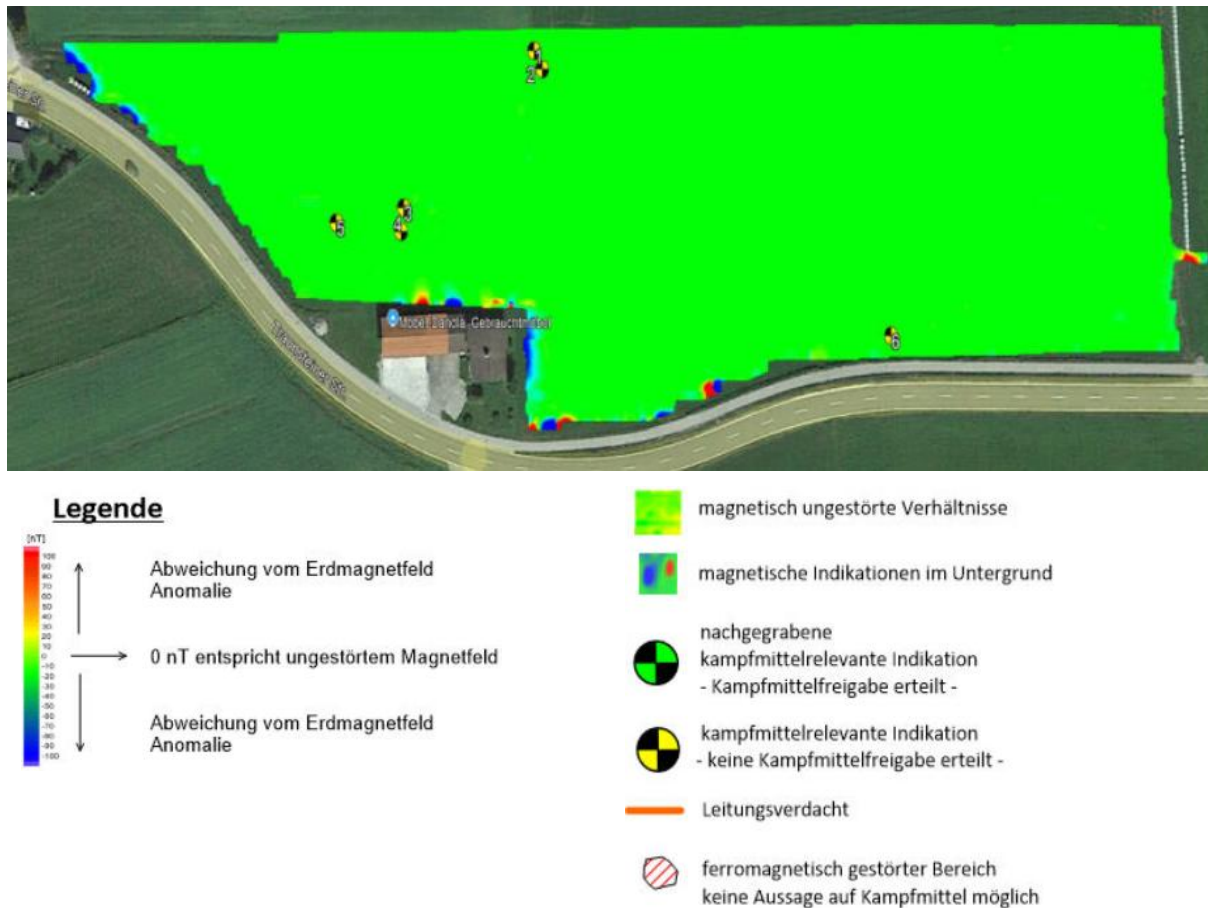 1
2
3
4
5
6
Traunsteiner Str.
Gebrauchtmöbel
Legende
[nT]
100
90
80
70
60
50
40
30
20
10
0
-10
-20
-30
-40
-50
-60
-70
-80
-90
-100
Abweichung vom Erdmagnetfeld
Anomalie
0 nT entspricht ungestörtem Magnetfeld
Abweichung vom Erdmagnetfeld
Anomalie
magnetisch ungestörte Verhältnisse
magnetische Indikationen im Untergrund
nachgegrabene
kampfmittelrelevante Indikation
- Kampfmittelfreigabe erteilt -
kampfmittelrelevante Indikation
- keine Kampfmittelfreigabe erteilt -
Leitungsverdacht
ferromagnetisch gestörter Bereich
keine Aussage auf Kampfmittel möglich